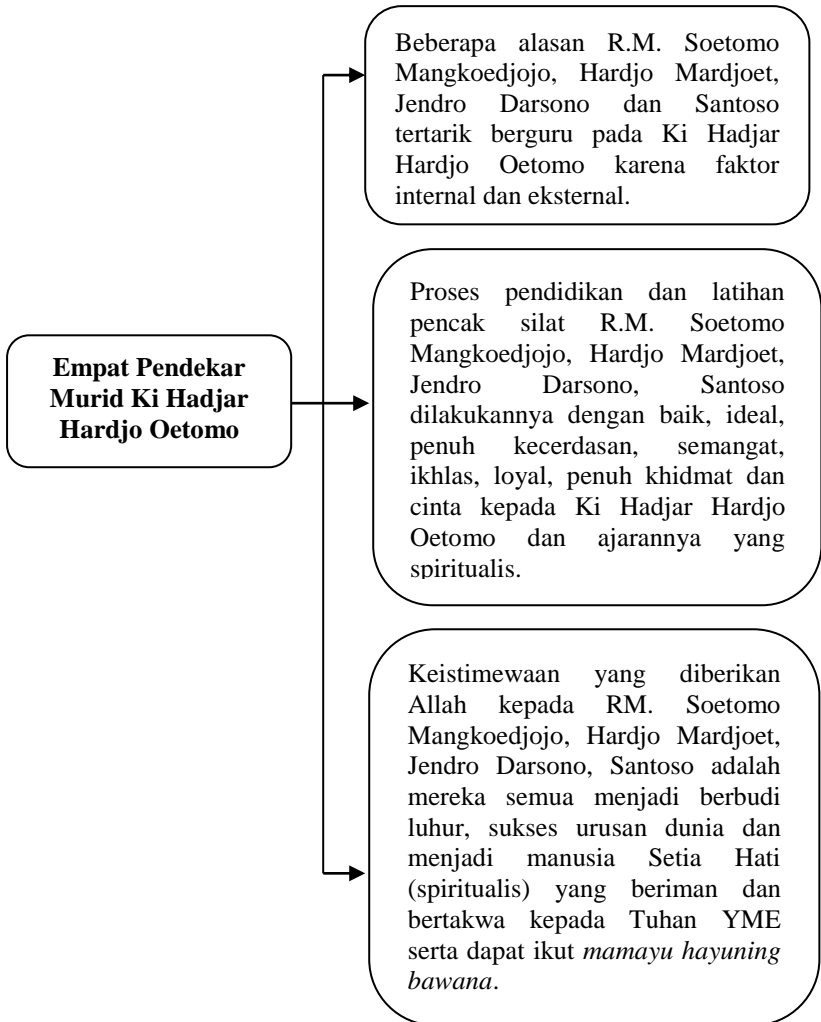 Beberapa alasan R.M. Soetomo
Mangkoedjojo, Hardjo Mardjoet,
Jendro Darsono dan Santoso
tertarik berguru pada Ki Hadjar
Hardjo Oetomo karena faktor
internal dan eksternal.
Empat Pendekar
Murid Ki Hadjar
Hardjo Oetomo
Proses pendidikan dan latihan
pencak silat R.M. Soetomo
Mangkoedjojo, Hardjo Mardjoet,
Jendro Darsono, Santoso
dilakukannya dengan baik, ideal,
penuh kecerdasan, semangat,
ikhlas, loyal, penuh khidmat dan
cinta kepada Ki Hadjar Hardjo
Oetomo dan ajarannya yang
spiritualis.
Keistimewaan yang diberikan
Allah kepada RM. Soetomo
Mangkoedjojo, Hardjo Mardjoet,
Jendro Darsono, Santoso adalah
mereka semua menjadi berbudi
luhur, sukses urusan dunia dan
menjadi manusia Setia Hati
(spiritualis) yang beriman dan
bertakwa kepada Tuhan YME
serta dapat ikut mamayu hayuning
bawana.